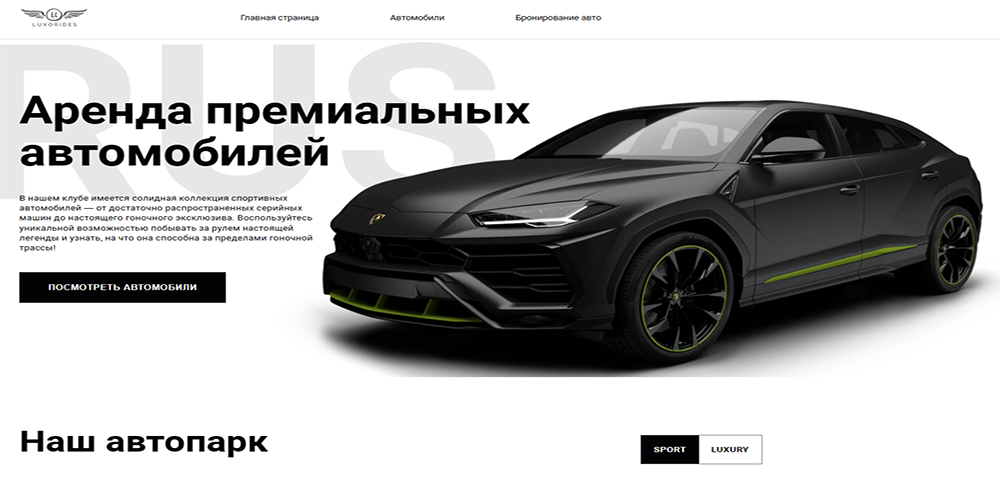 LUXORIDES
Главная страница Автомобили Бронирование авто
RUS
Аренда премиальных
автомобилей
В нашем клубе имеется солидная коллекция спортивных
автомобилей — от достаточно распространенных серийных
машин до настоящего гоночного эксклюзива. Воспользуйтесь
уникальной возможностью побывать за рулем настоящей
легенды и узнать, на что она способна за пределами гоночной
трассы!
ПОСМОТРЕТЬ АВТОМОБИЛИ
Наш автопарк
SPORT LUXURY